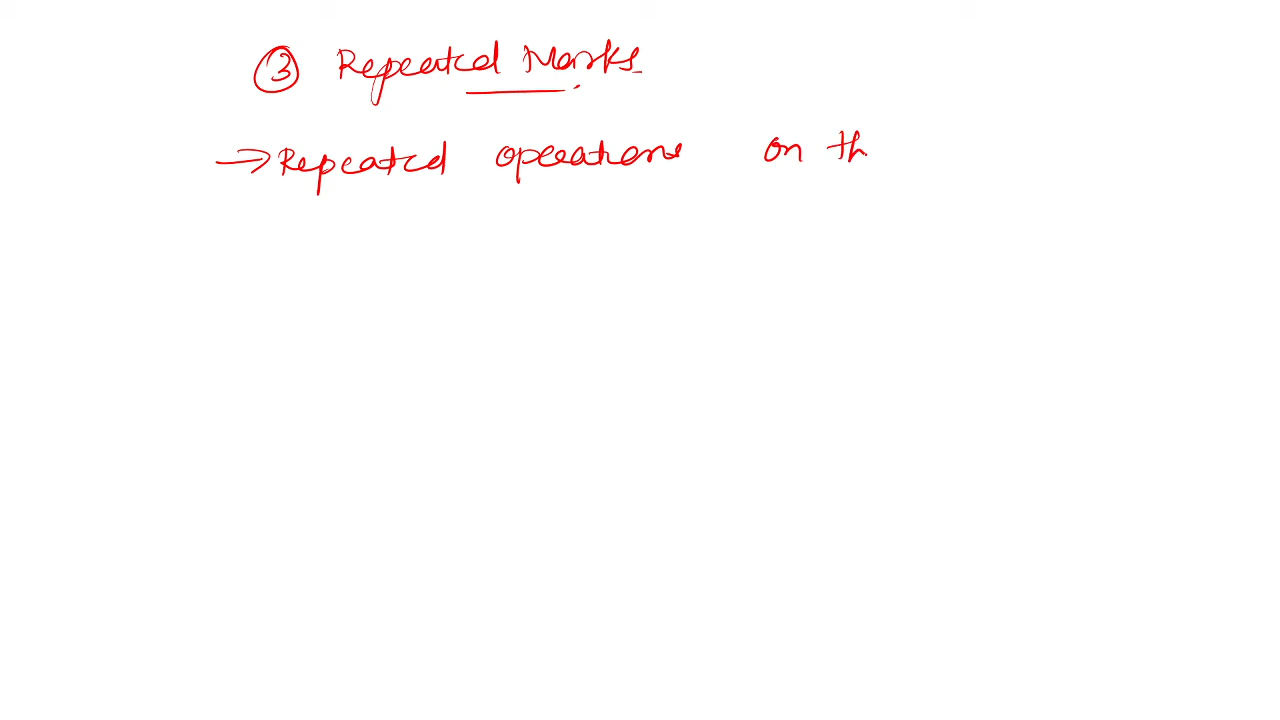 ③ Repeated Marks
→ Repeated operations on th